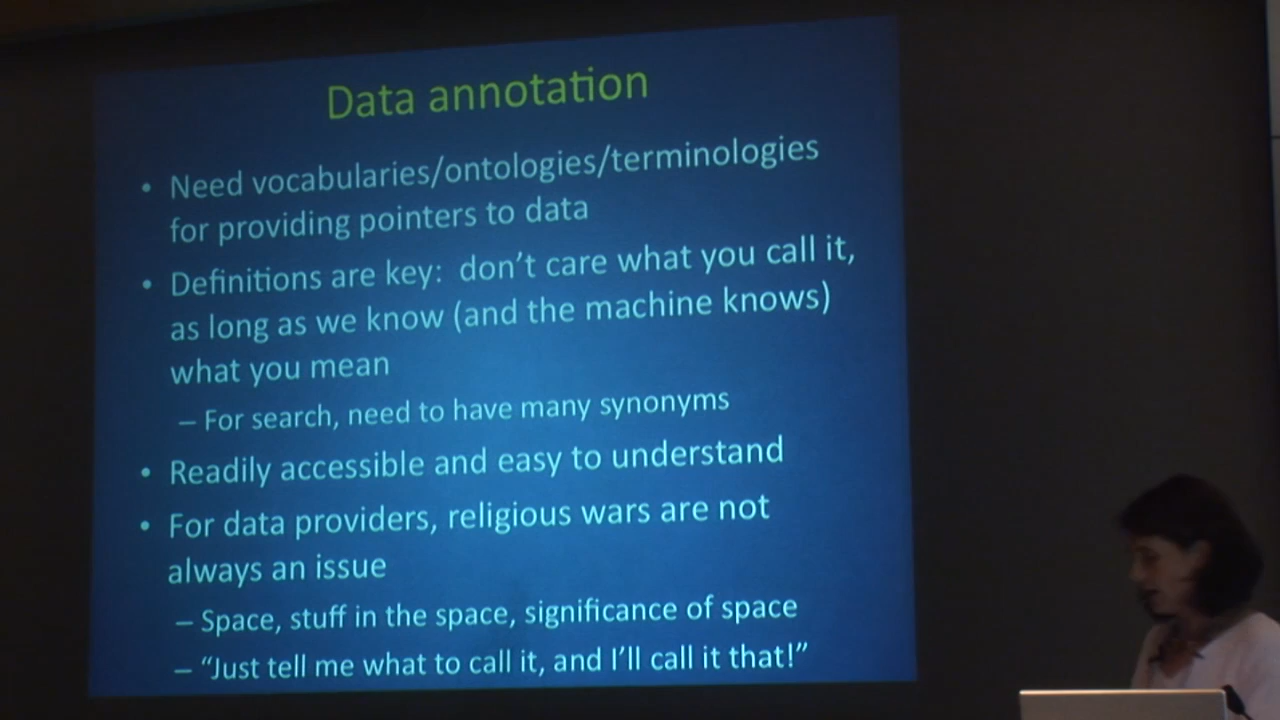 Data annotation
• Need vocabularies/ontologies/terminologies
for providing pointers to data
• Definitions are key:  don't care what you call it,
as long as we know (and the machine knows)
what you mean
– For search, need to have many synonyms
• Readily accessible and easy to understand
• For data providers, religious wars are not
always an issue
– Space, stuff in the space, significance of space
– “Just tell me what to call it, and I'll call it that!”